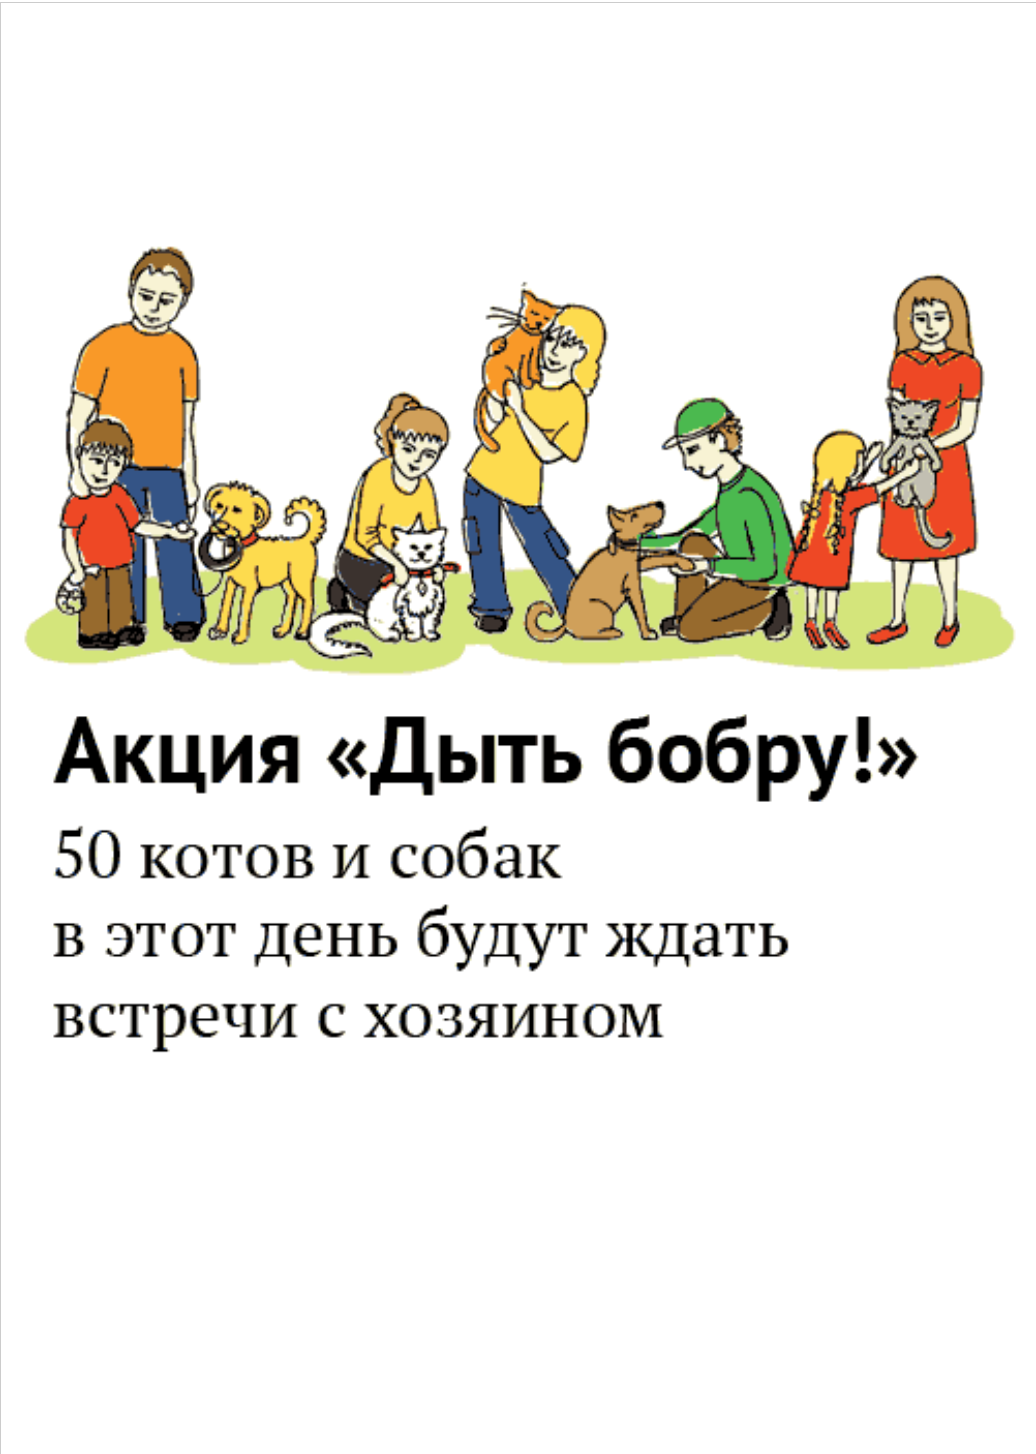 Акция «Дыть бобру!»
50 котов и собак
в этот день будут ждать
встречи с хозяином